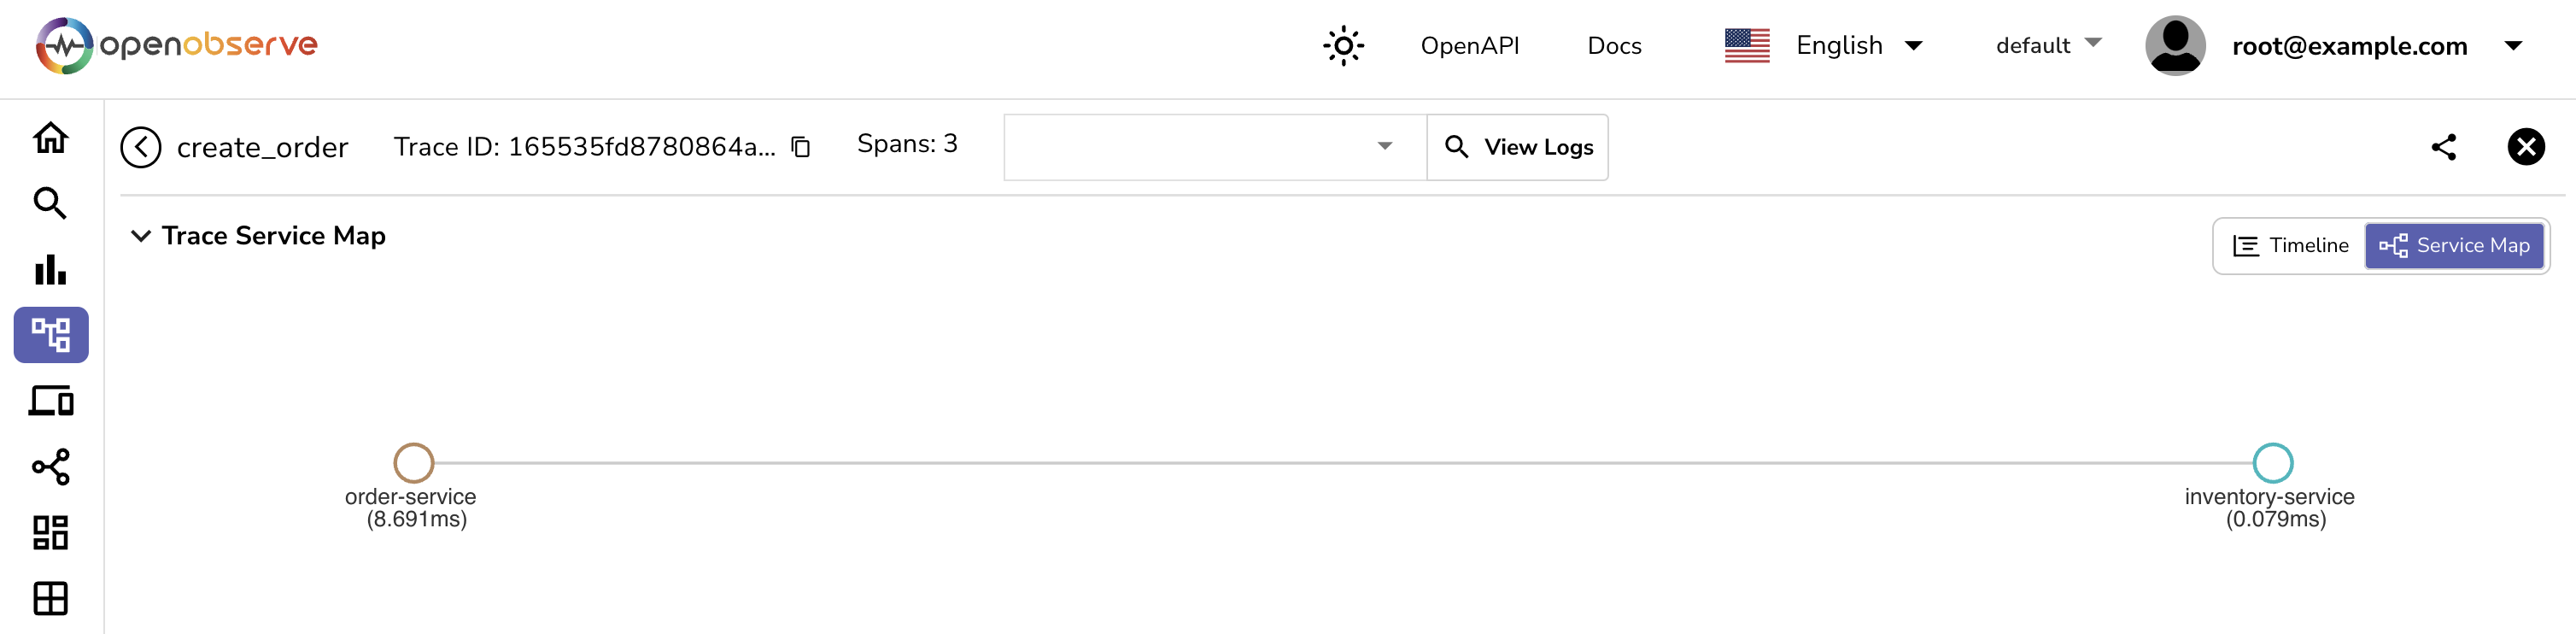 openobserve
OpenAPI
Docs
English
default
root@example.com
create_order
Trace ID: 165535fd8780864a...
Spans: 3
View Logs
Trace Service Map
Timeline
Service Map
order-service
(8.691ms)
inventory-service
(0.079ms)